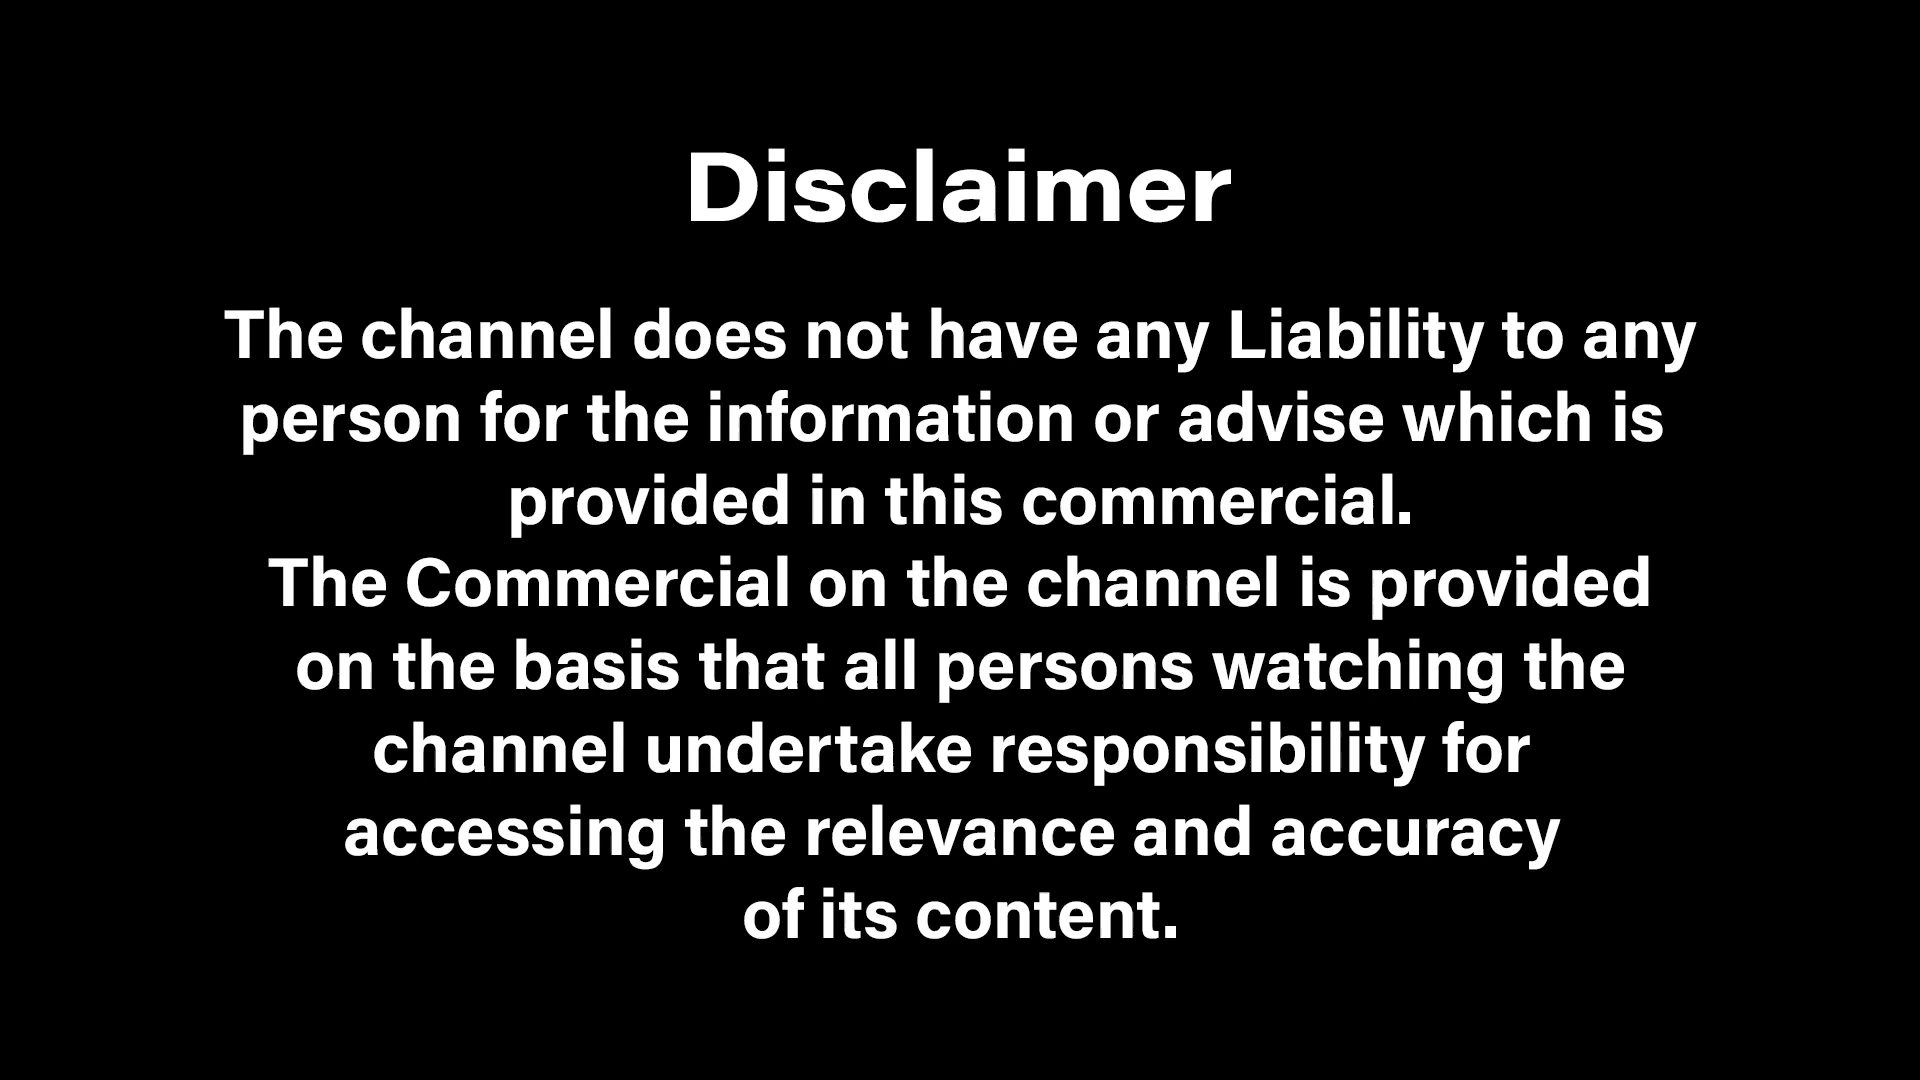 Disclaimer
The channel does not have any Liability to any
person for the information or advise which is
provided in this commercial.
The Commercial on the channel is provided
on the basis that all persons watching the
channel undertake responsibility for
accessing the relevance and accuracy
of its content.